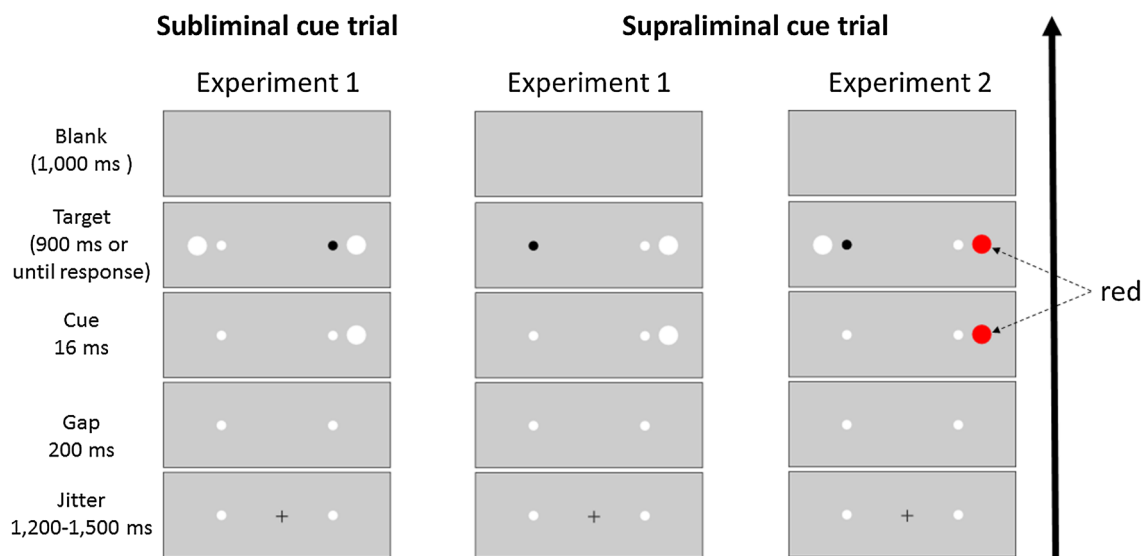 Subliminal cue trial
Supraliminal cue trial
Experiment 1
Experiment 1
Experiment 2
Blank
(1,000 ms )
Target
(900 ms or
until response)
Cue
16 ms
red
Gap
200 ms
Jitter
1,200-1,500 ms